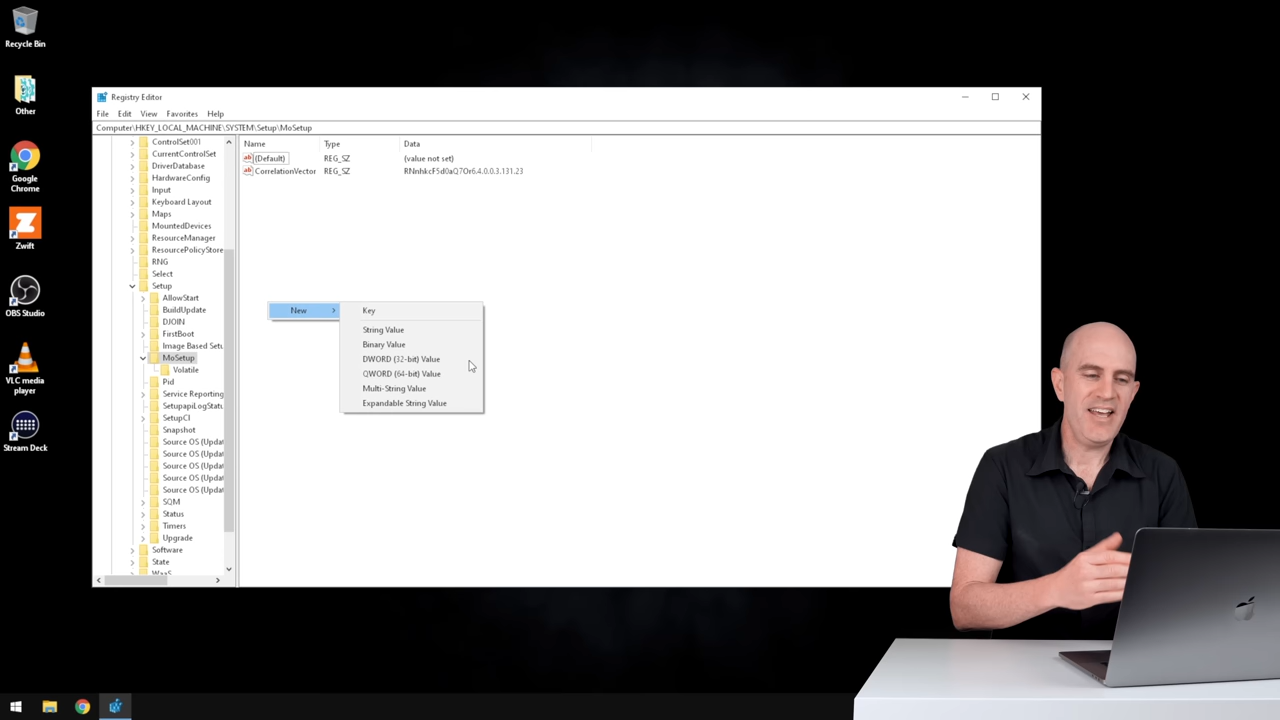 Recycle Bin
Other
Google
Chrome
Zwift
OBS Studio
VLC media
player
Stream Deck
Registry Editor
File Edit View Favorites Help
Computer\HKEY_LOCAL_MACHINE\SYSTEM\Setup\MoSetup
ControlSet001
CurrentControlSet
DriverDatabase
HardwareConfig
Input
Keyboard Layout
Maps
MountedDevices
ResourceManager
ResourcePolicyStore
RNG
Select
Setup
AllowStart
BuildUpdate
DJOIN
FirstBoot
Image Based Setu
MoSetup
Volatile
Pid
Service Reporting
SetupapiLogStatu
SetupCl
Snapshot
Source OS (Updat
Source OS (Updat
Source OS (Updat
Source OS (Updat
Source OS (Updat
SQM
Status
Timers
Upgrade
Software
State
WaaS
Name Type Data
(Default) REG_SZ (value not set)
CorrelationVector REG_SZ RNnhkcF5d0aQ7Or6.4.0.0.3.131.23
New
Key
String Value
Binary Value
DWORD (32-bit) Value
QWORD (64-bit) Value
Multi-String Value
Expandable String Value